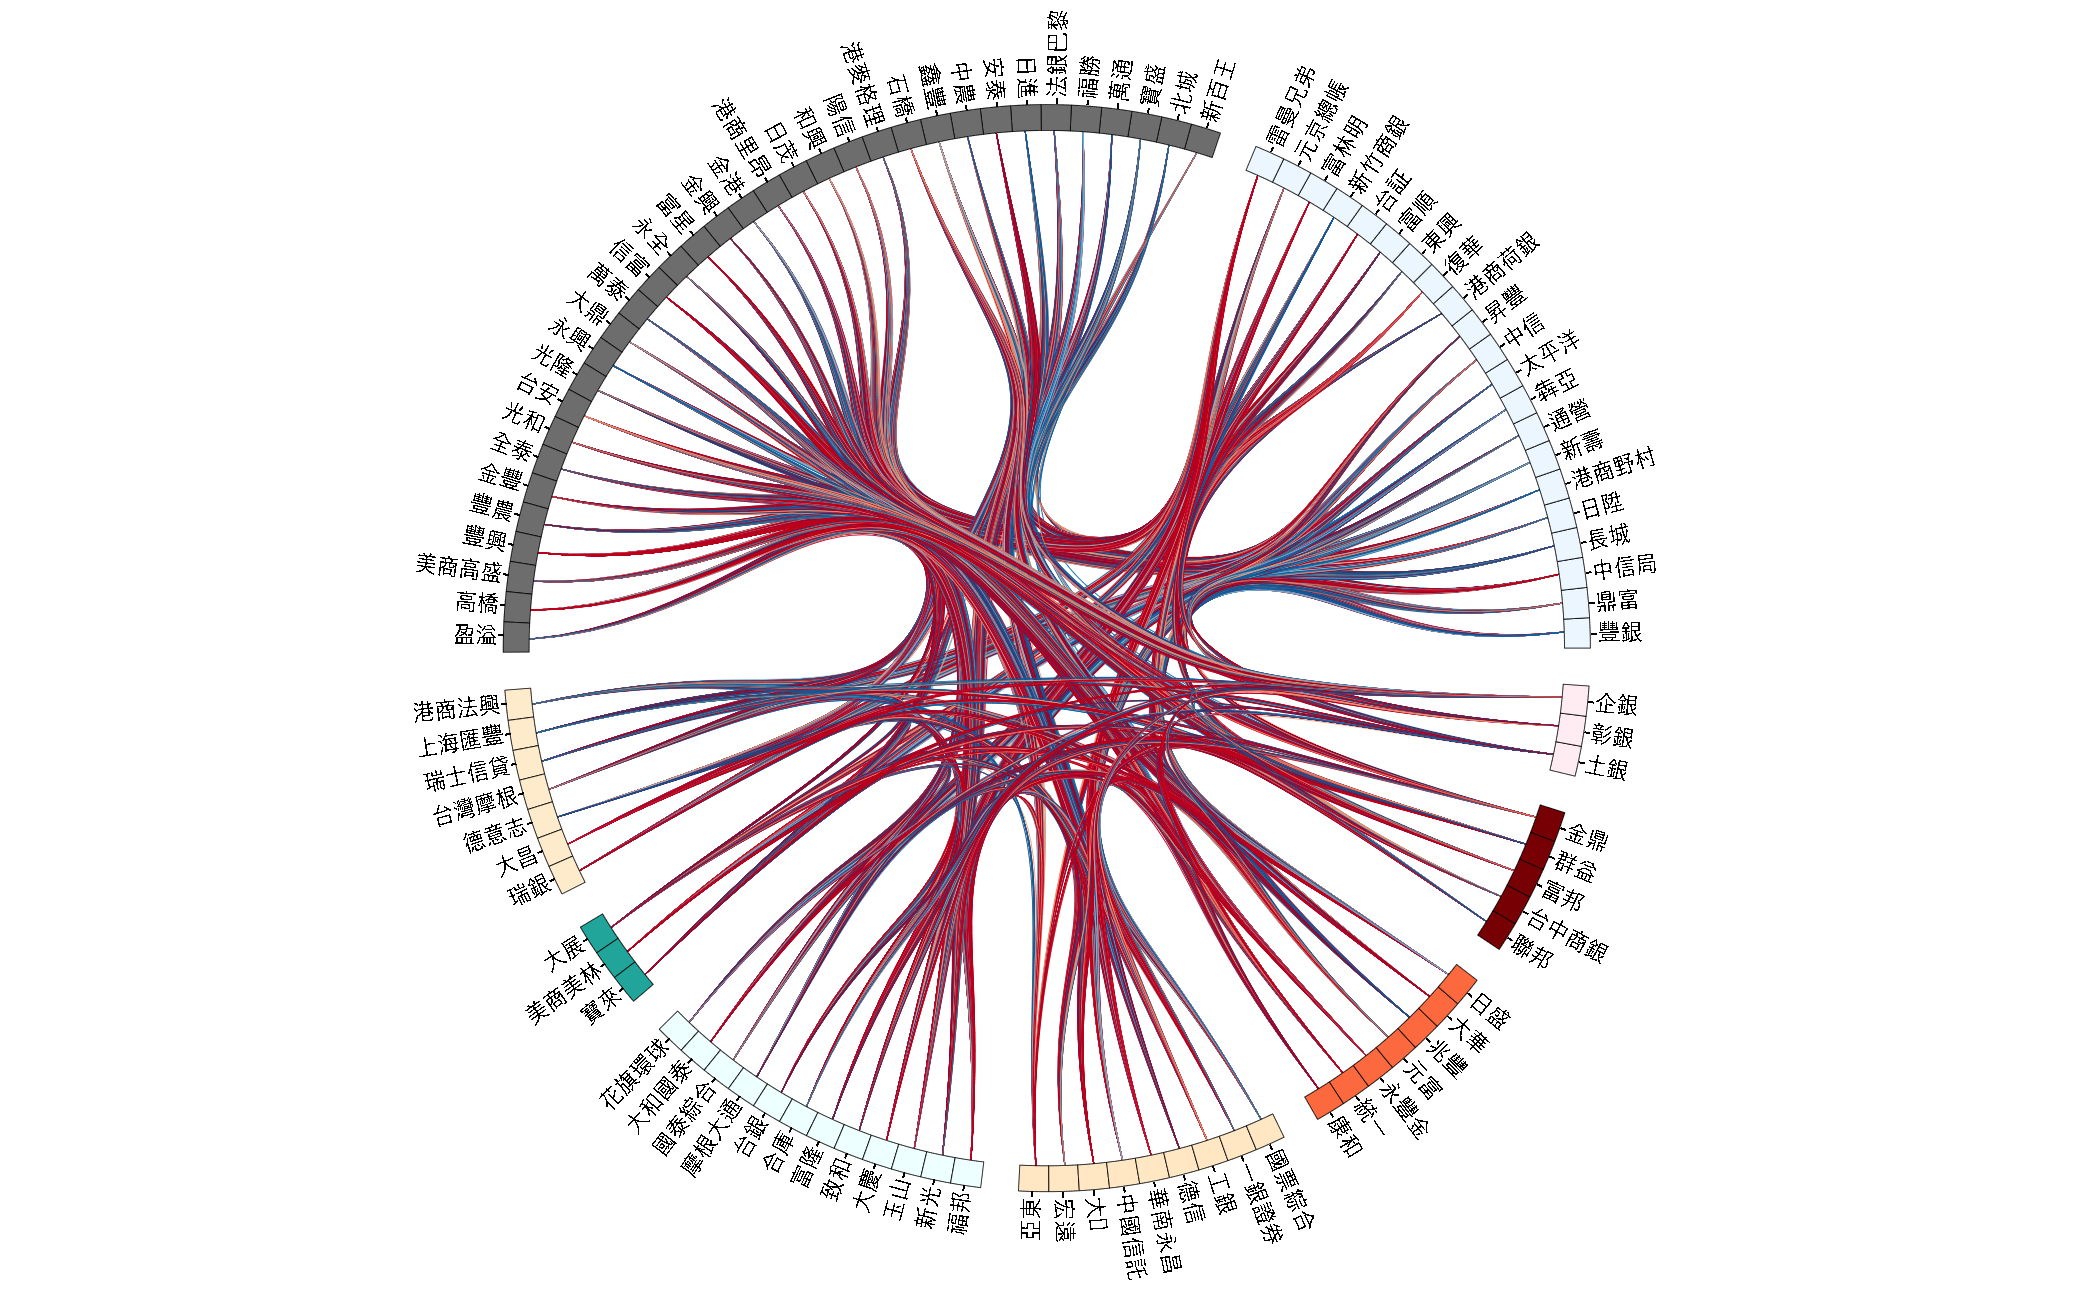 雷曼兄弟
元京總帳
富林明
新竹商銀
台証
富順
東興
復華
港商荷銀
昇豐
中信
太平洋
犇亞
通營
新壽
港商野村
日陞
長城
中信局
鼎富
豐銀
企銀
彰銀
土銀
金鼎
群益
富邦
台中商銀
聯邦
日盛
大華
兆豐
元富
永豐金
統一
康和
國票綜合
一銀證券
工銀
德信
華南永昌
中國信託
大口
宏遠
亞東
福邦
新光
玉山
大慶
致和
富隆
合庫
台銀
摩根大通
國泰綜合
大和國泰
花旗環球
寶來
美商美林
大展
瑞銀
大昌
德意志
台灣摩根
瑞士信貸
上海匯豐
港商法興
盈溢
高橋
美商高盛
豐興
豐農
金豐
全泰
光和
台安
光隆
永興
大鼎
萬泰
信富
永全
富星
金興
金港
港商里昂
日茂
和興
陽信
港麥格理
石橋
鑫豐
中農
安泰
日進
法銀巴黎
福勝
萬通
寶盛
北城
新百王